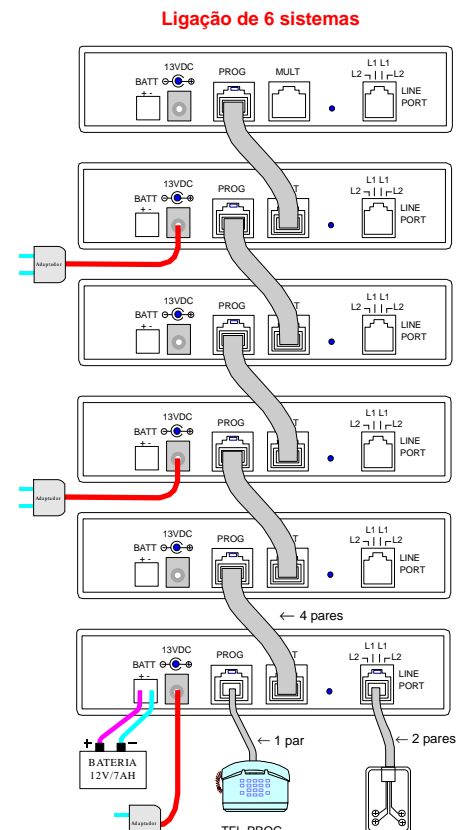 Ligação de 6 sistemas
13VDC PROG MULT L1 L1
BATT L2 L2
+ - LINE
PORT
13VDC PROG L1 L1
BATT T L2 L2
+ - LINE
PORT
Adaptador
13VDC PROG L1 L1
BATT T L2 L2
+ - LINE
PORT
13VDC PROG L1 L1
BATT T L2 L2
+ - LINE
PORT
Adaptador
13VDC PROG L1 L1
BATT T L2 L2
+ - LINE
PORT
← 4 pares
13VDC PROG L1 L1
BATT T L2 L2
+ - LINE
PORT
← 1 par
← 2 pares
+ −
BATERIA
12V/7AH
Adaptador
TEL PROG